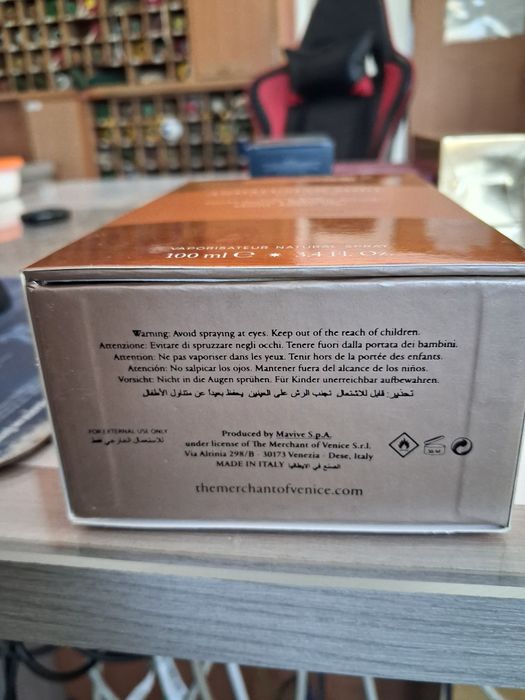 VAPORISATEUR NATURAL SPRAY
100 ml e * 3.4 Fl. Oz.
Warning: Avoid spraying at eyes. Keep out of the reach of children.
Attenzione: Evitare di spruzzare negli occhi. Tenere fuori dalla portata dei bambini.
Attention: Ne pas vaporiser dans les yeux. Tenir hors de la portée des enfants.
Atención: No salpicar los ojos. Mantener fuera del alcance de los niños.
Vorsicht: Nicht in die Augen sprühen. Für Kinder unerreichbar aufbewahren.
تحذير: قابل للاشتعال تجنب الرش على العينين يحفظ بعيداً عن متناول الأطفال
FOR EXTERNAL USE ONLY
للاستعمال الخارجي فقط
Produced by Mavive S.p.A.
under license of The Merchant of Venice S.r.l.
Via Altinia 298/B - 30173 Venezia - Dese, Italy
MADE IN ITALY الصنع في الايطاليا
30 M
themerchantofvenice.com